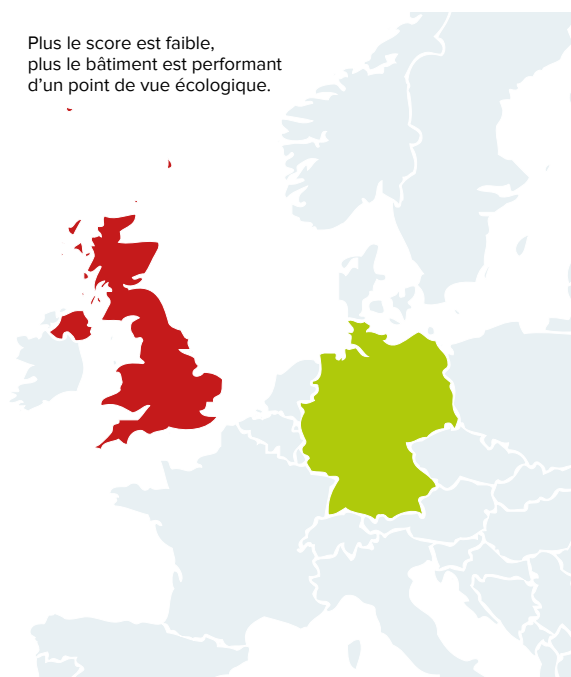 Plus le score est faible,
plus le bâtiment est performant
d’un point de vue écologique.